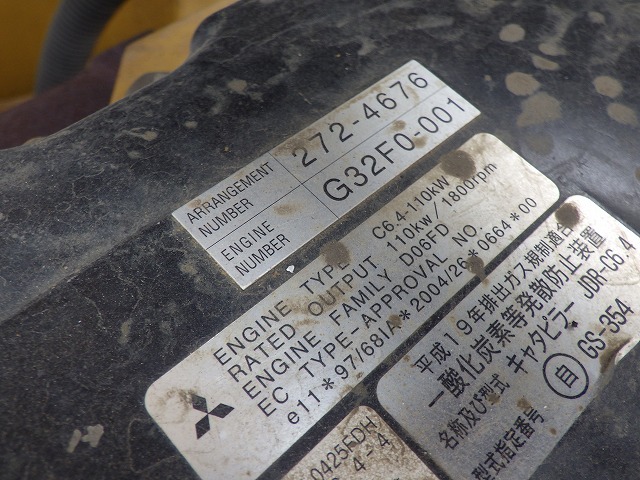 ARRANGEMENT NUMBER 272-4676
ENGINE NUMBER G32F0-001
ENGINE TYPE C6.4-110kW
RATED OUTPUT 110kw/1800rpm
ENGINE FAMILY D06FD
EC TYPE-APPROVAL NO.
e11*97/68IA*2004/26*0664*00
平成19年排出ガス規制適合
一酸化炭素等発散防止装置
名称及び型式 キャタピラー JDR-C6.4
型式指定番号 自 GS-354
0425FDH
4-4